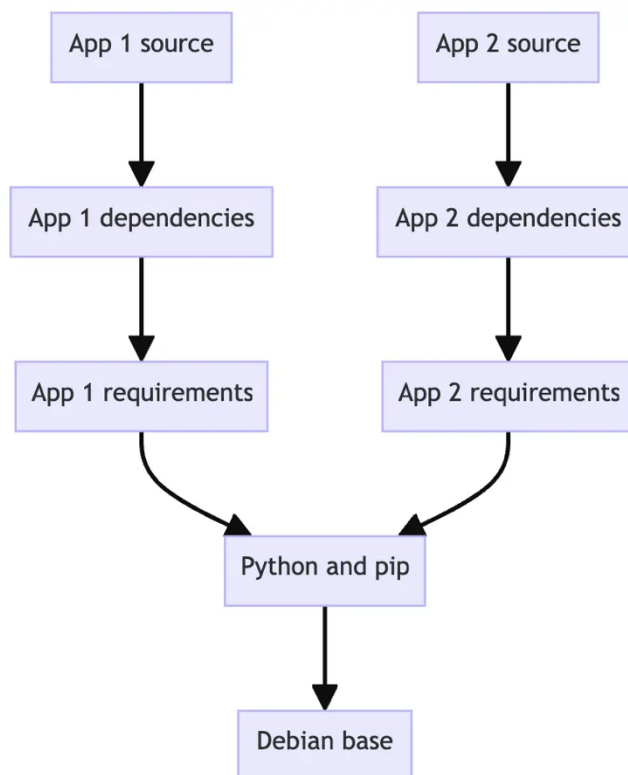 App 1 source
App 2 source
App 1 dependencies
App 2 dependencies
App 1 requirements
App 2 requirements
Python and pip
Debian base